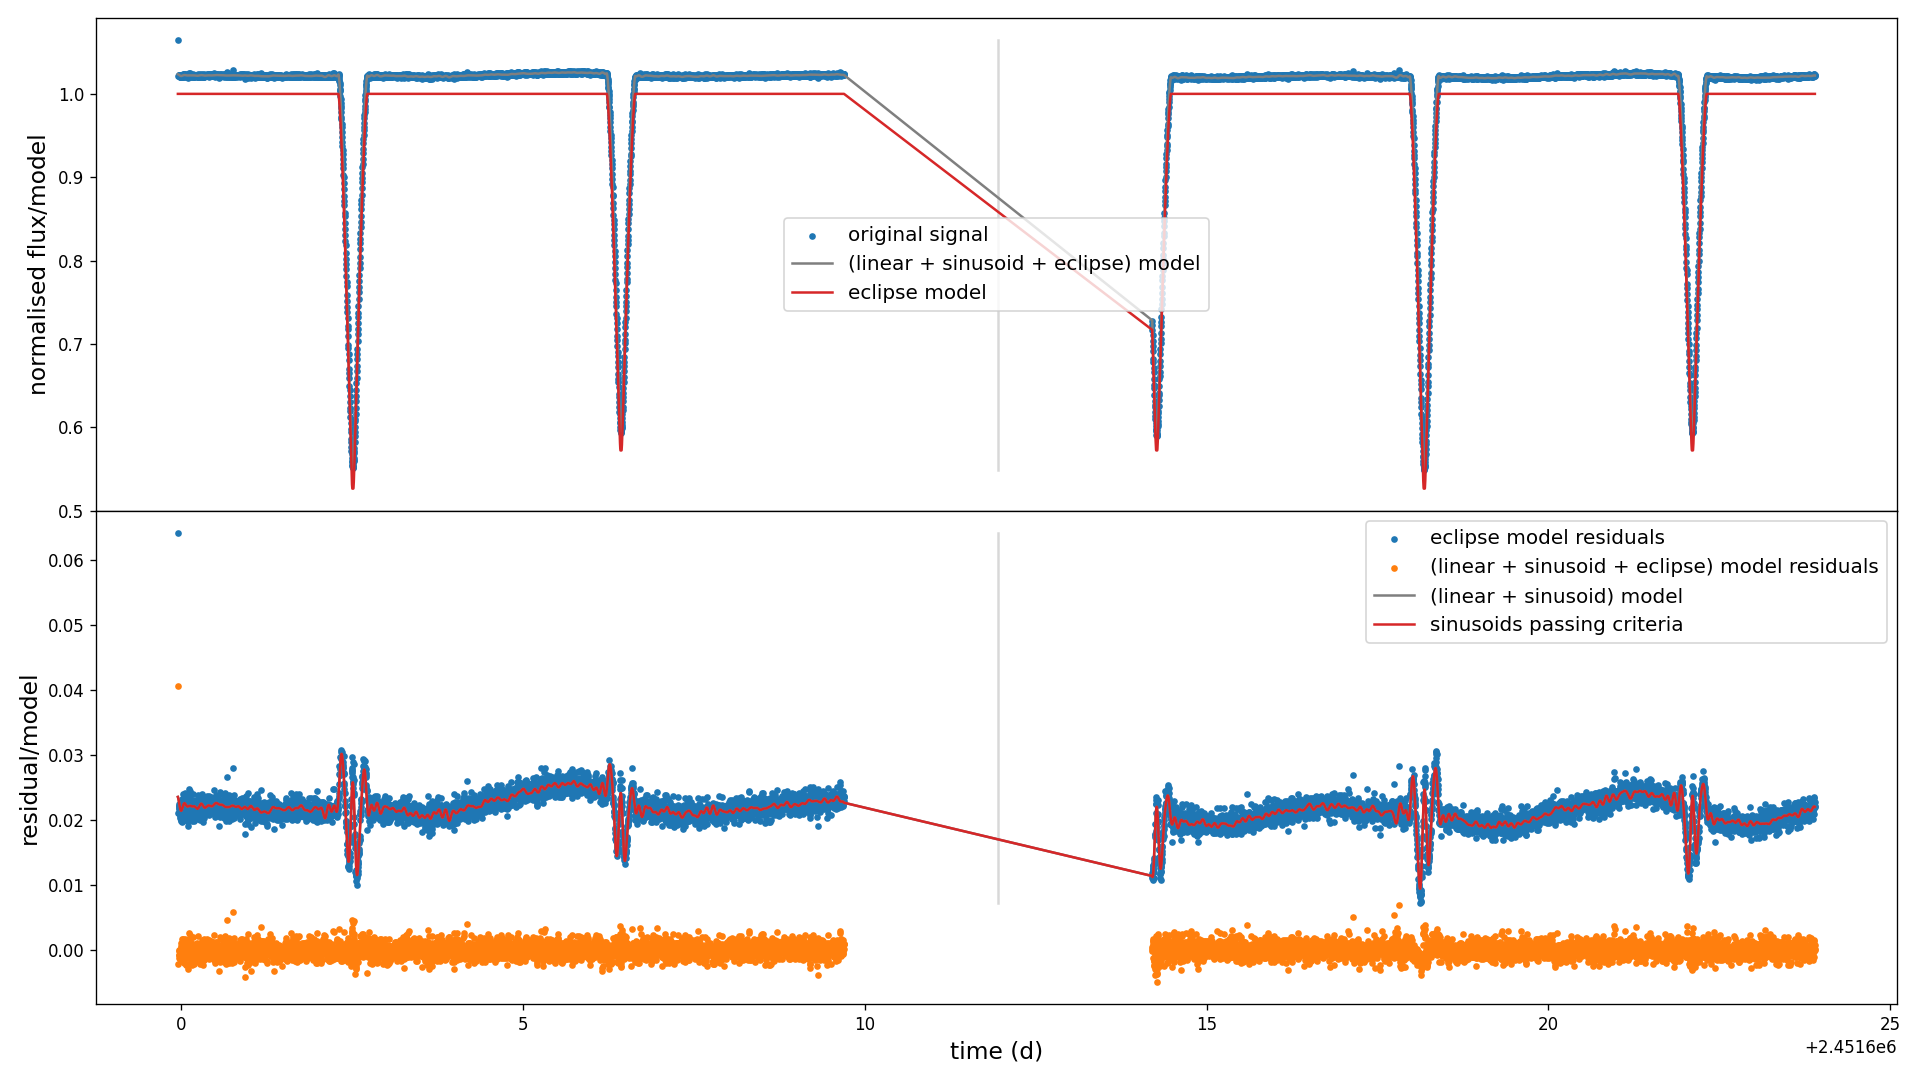 normalised flux/model
1.0
0.9
0.8
0.7
0.6
0.5
original signal
(linear + sinusoid + eclipse) model
eclipse model
residual/model
0.06
0.05
0.04
0.03
0.02
0.01
0.00
eclipse model residuals
(linear + sinusoid + eclipse) model residuals
(linear + sinusoid) model
sinusoids passing criteria
0 5 10 15 20 25
time (d)
+2.4516e6